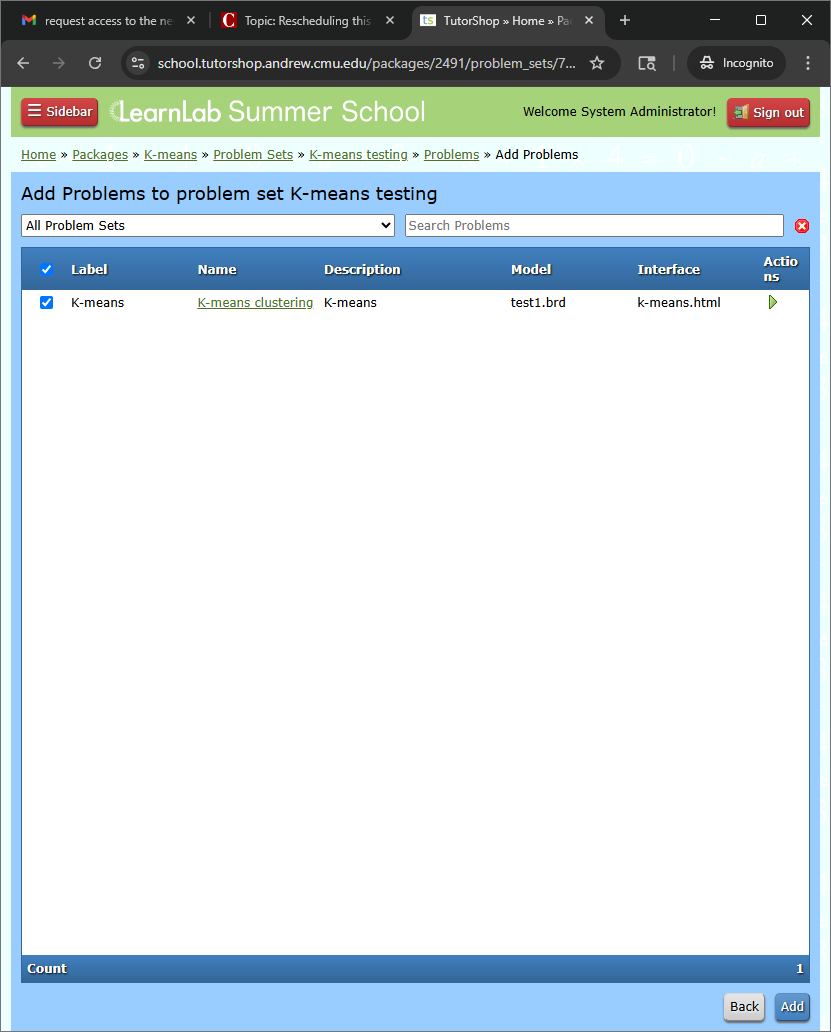 request access to the ne
Topic: Rescheduling this
TutorShop » Home » Pa
school.tutorshop.andrew.cmu.edu/packages/2491/problem_sets/7...
Incognito
Sidebar
LearnLab Summer School
Welcome System Administrator!
Sign out
Home » Packages » K-means » Problem Sets » K-means testing » Problems » Add Problems
Add Problems to problem set K-means testing
All Problem Sets
Search Problems
Label Name Description Model Interface Actio
ns
K-means K-means clustering K-means test1.brd k-means.html
Count 1
Back Add